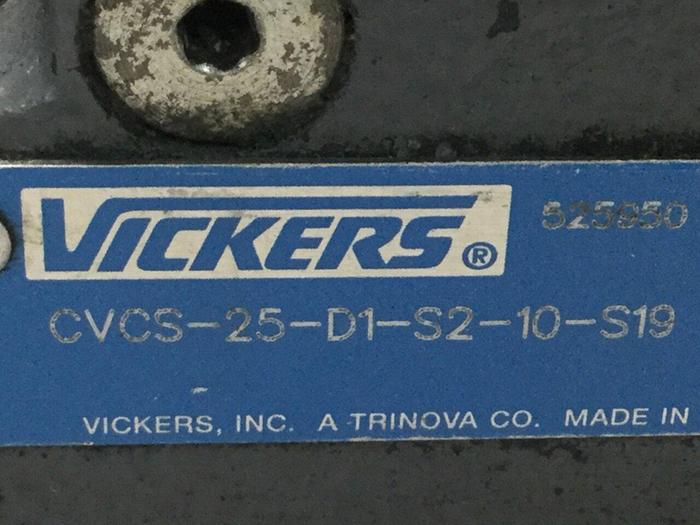 VICKERS® 525950
CVCS-25-D1-S2-10-S19
VICKERS, INC. A TRINOVA CO. MADE IN